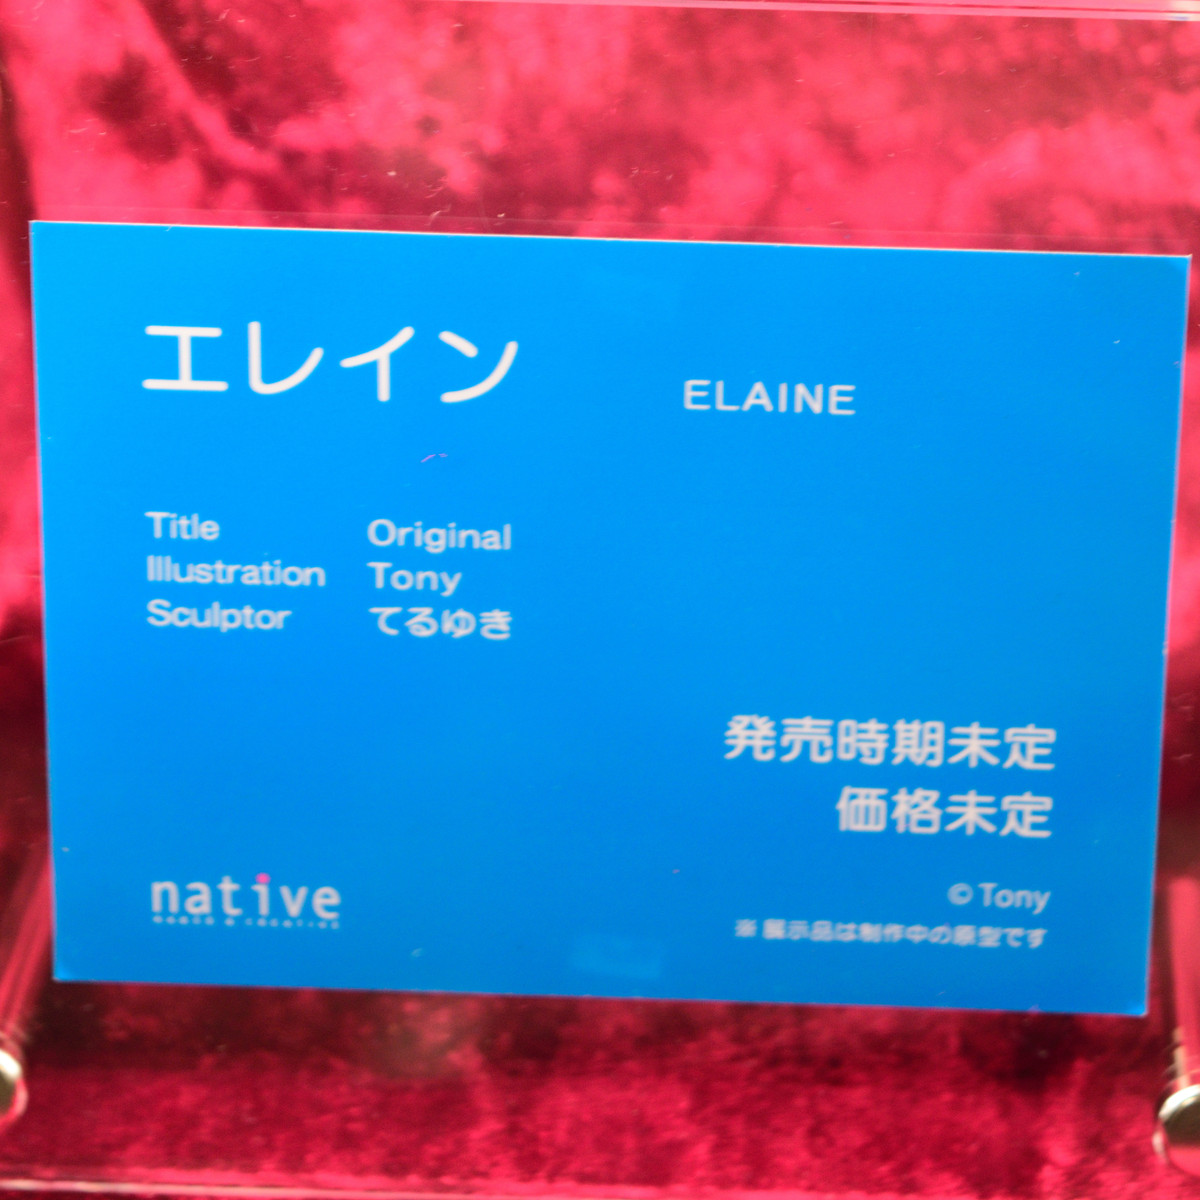 エレイン
ELAINE
Title Original
Illustration Tony
Sculptor てるゆき
発売時期未定
価格未定
©Tony
※展示品は制作中の原型です
native